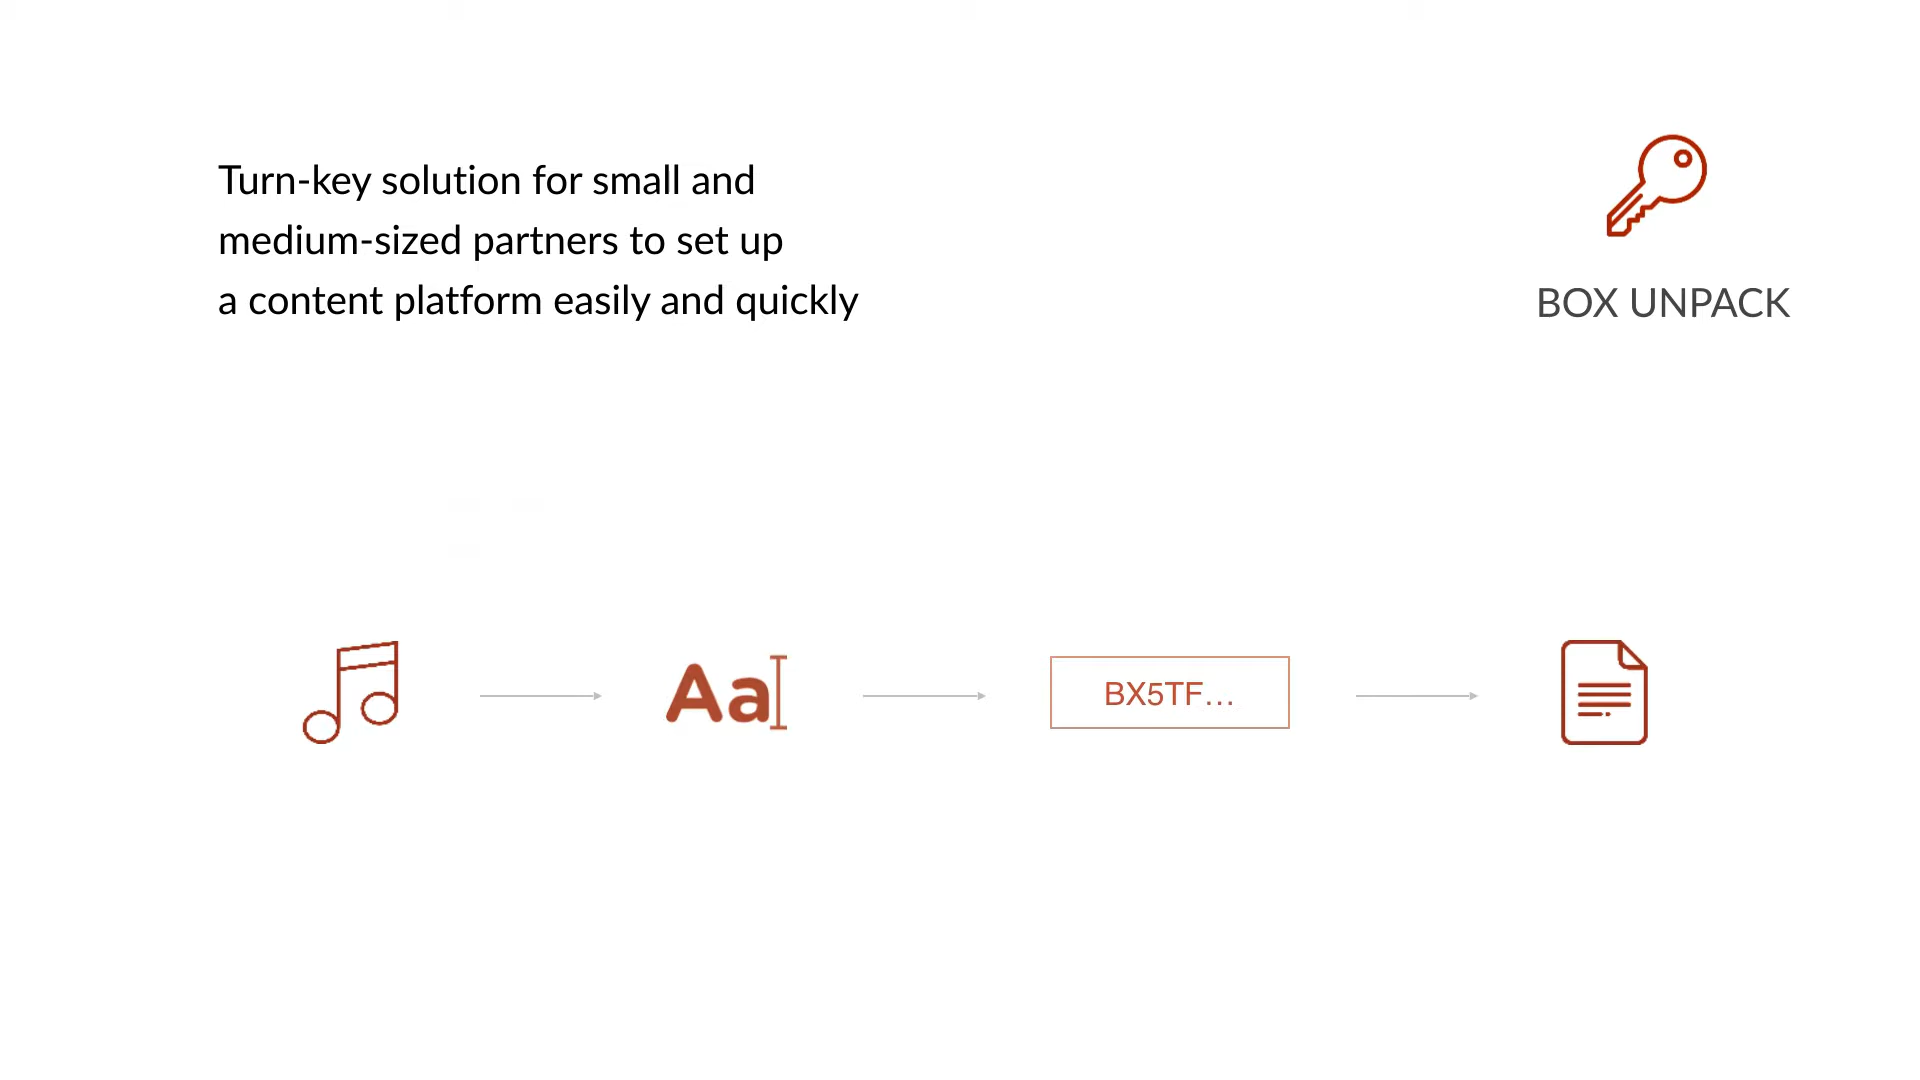 Turn-key solution for small and
medium-sized partners to set up
a content platform easily and quickly
BOX UNPACK
Aa
BX5TF...